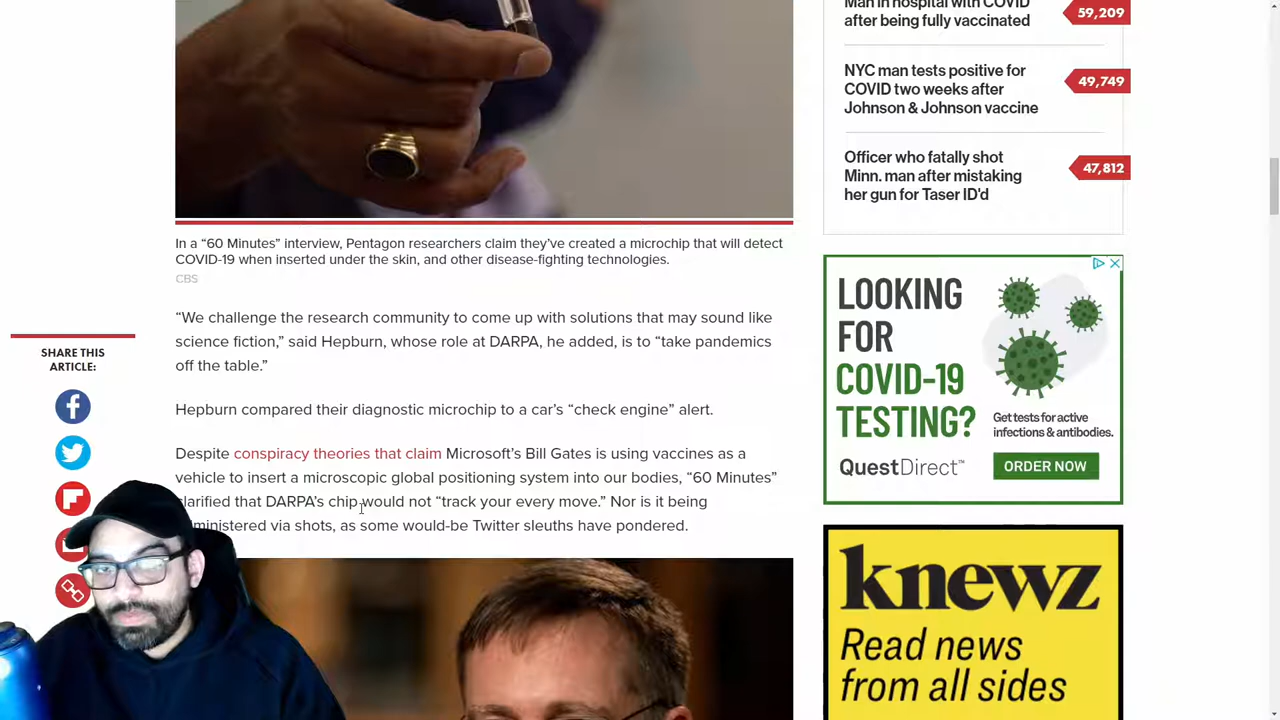 Man in hospital with COVID
after being fully vaccinated
59,209
NYC man tests positive for
COVID two weeks after
Johnson & Johnson vaccine
49,749
Officer who fatally shot
Minn. man after mistaking
her gun for Taser ID'd
47,812
In a “60 Minutes” interview, Pentagon researchers claim they’ve created a microchip that will detect
COVID-19 when inserted under the skin, and other disease-fighting technologies.
CBS
“We challenge the research community to come up with solutions that may sound like
science fiction,” said Hepburn, whose role at DARPA, he added, is to “take pandemics
off the table.”
Hepburn compared their diagnostic microchip to a car’s “check engine” alert.
Despite conspiracy theories that claim Microsoft’s Bill Gates is using vaccines as a
vehicle to insert a microscopic global positioning system into our bodies, “60 Minutes”
clarified that DARPA’s chip would not “track your every move.” Nor is it being
administered via shots, as some would-be Twitter sleuths have pondered.
SHARE THIS
ARTICLE:
LOOKING
FOR
COVID-19
TESTING?
Get tests for active
infections & antibodies.
QuestDirect™
ORDER NOW
knewz
Read news
from all sides